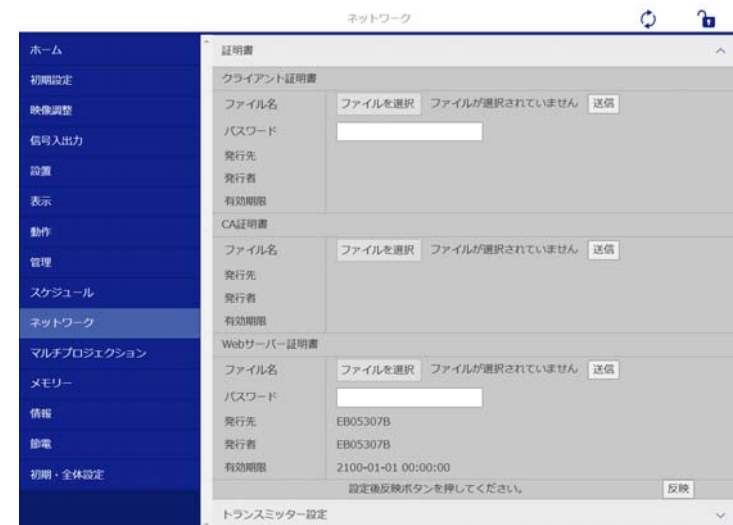 ネットワーク
ホーム
初期設定
映像調整
信号入出力
設置
表示
動作
管理
スケジュール
ネットワーク
マルチプロジェクション
メモリー
情報
節電
初期・全体設定
証明書
クライアント証明書
ファイル名 ファイルを選択 ファイルが選択されていません 送信
パスワード
発行先
発行者
有効期限
CA証明書
ファイル名 ファイルを選択 ファイルが選択されていません 送信
発行先
発行者
有効期限
Webサーバー証明書
ファイル名 ファイルを選択 ファイルが選択されていません 送信
パスワード
発行先 EB05307B
発行者 EB05307B
有効期限 2100-01-01 00:00:00
設定後反映ボタンを押してください。 反映
トランスミッター設定